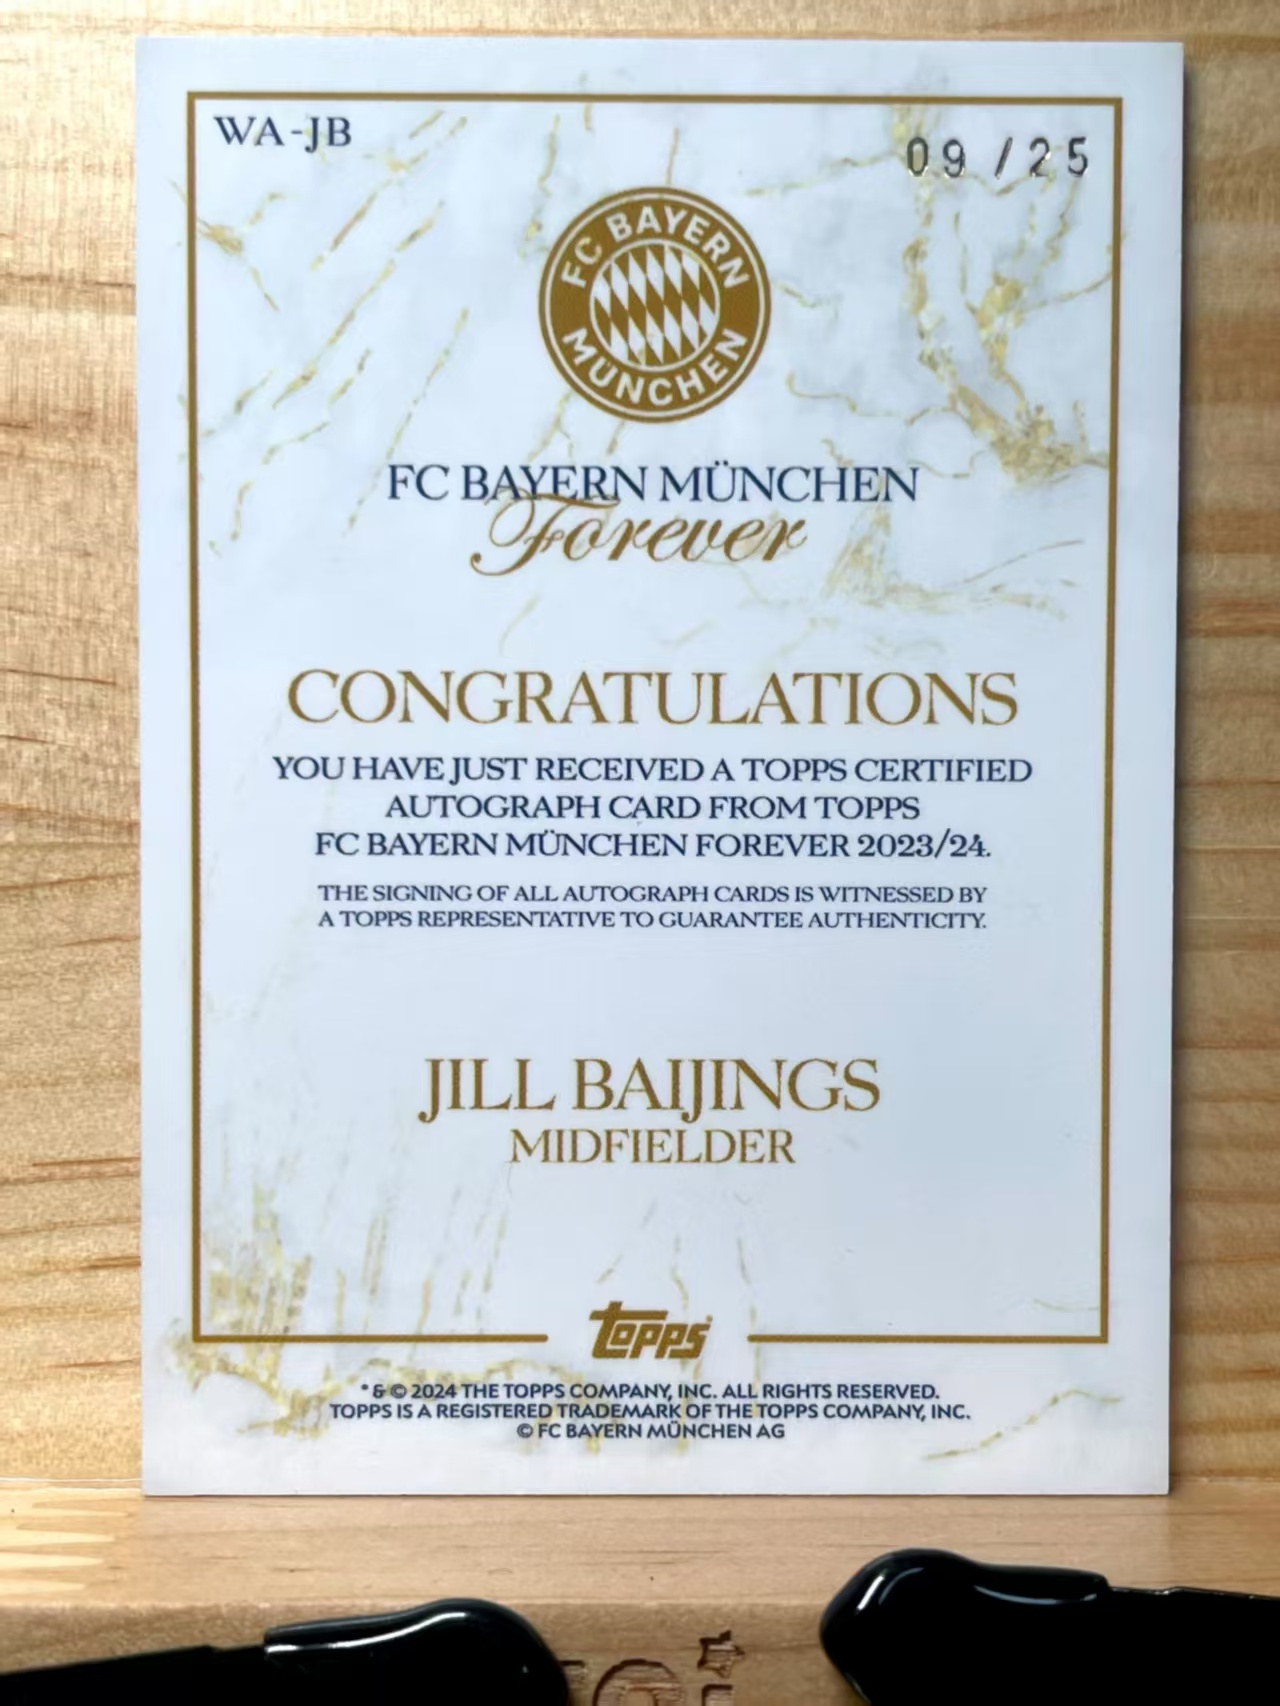 WA-JB
09/25
FC BAYERN
MÜNCHEN
FC BAYERN MÜNCHEN
Forever
CONGRATULATIONS
YOU HAVE JUST RECEIVED A TOPPS CERTIFIED
AUTOGRAPH CARD FROM TOPPS
FC BAYERN MÜNCHEN FOREVER 2023/24.
THE SIGNING OF ALL AUTOGRAPH CARDS IS WITNESSED BY
A TOPPS REPRESENTATIVE TO GUARANTEE AUTHENTICITY.
JILL BAIJINGS
MIDFIELDER
topps
® & © 2024 THE TOPPS COMPANY, INC. ALL RIGHTS RESERVED.
TOPPS IS A REGISTERED TRADEMARK OF THE TOPPS COMPANY, INC.
© FC BAYERN MÜNCHEN AG